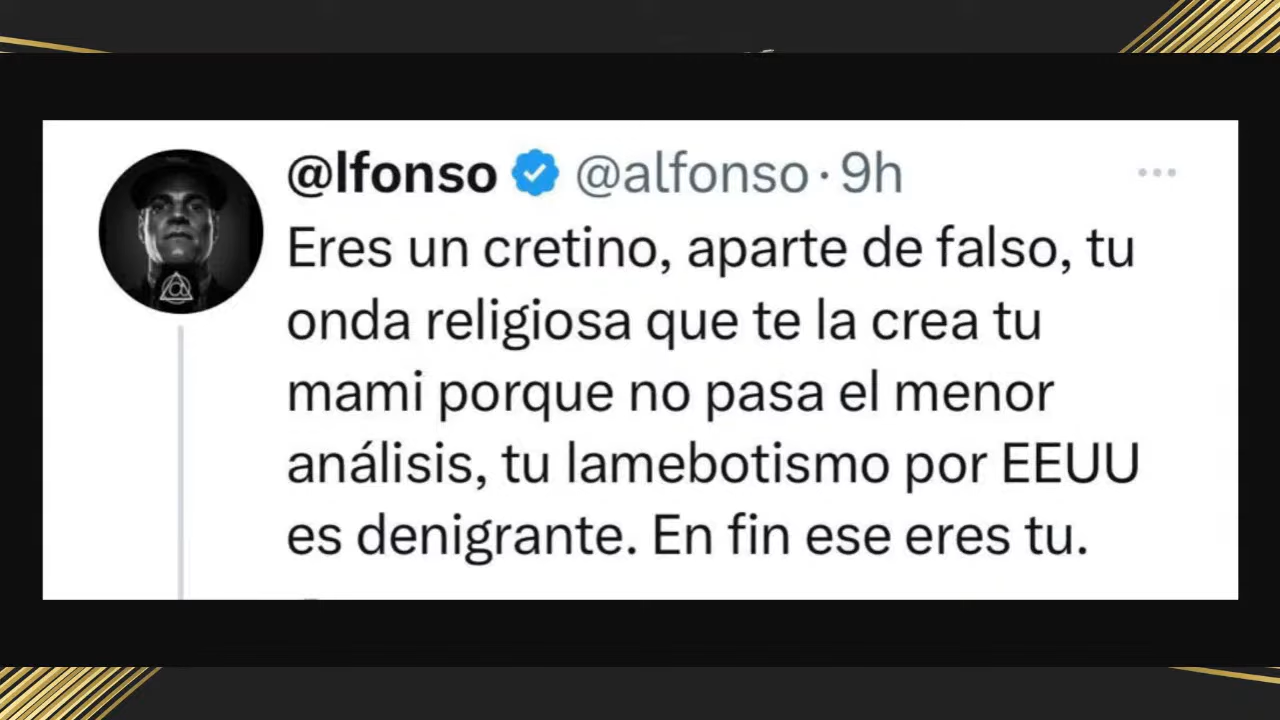 @lfonso @alfonso · 9h
Eres un cretino, aparte de falso, tu
onda religiosa que te la crea tu
mami porque no pasa el menor
análisis, tu lamebotismo por EEUU
es denigrante. En fin ese eres tu.